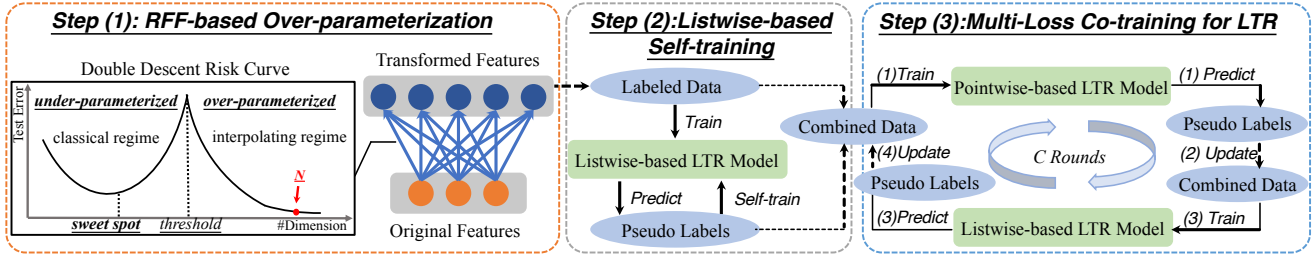 Step (1): RFF-based Over-parameterization
Double Descent Risk Curve
Test Error
under-parameterized
over-parameterized
classical regime
interpolating regime
N
sweet spot
threshold
#Dimension
Transformed Features
Original Features
Step (2):Listwise-based
Self-training
Labeled Data
Train
Listwise-based LTR Model
Predict
Self-train
Pseudo Labels
Combined Data
Step (3):Multi-Loss Co-training for LTR
(1)Train
Pointwise-based LTR Model
(1) Predict
Pseudo Labels
(2) Update
Combined Data
(3) Train
Listwise-based LTR Model
(3)Predict
Pseudo Labels
(4)Update
C Rounds